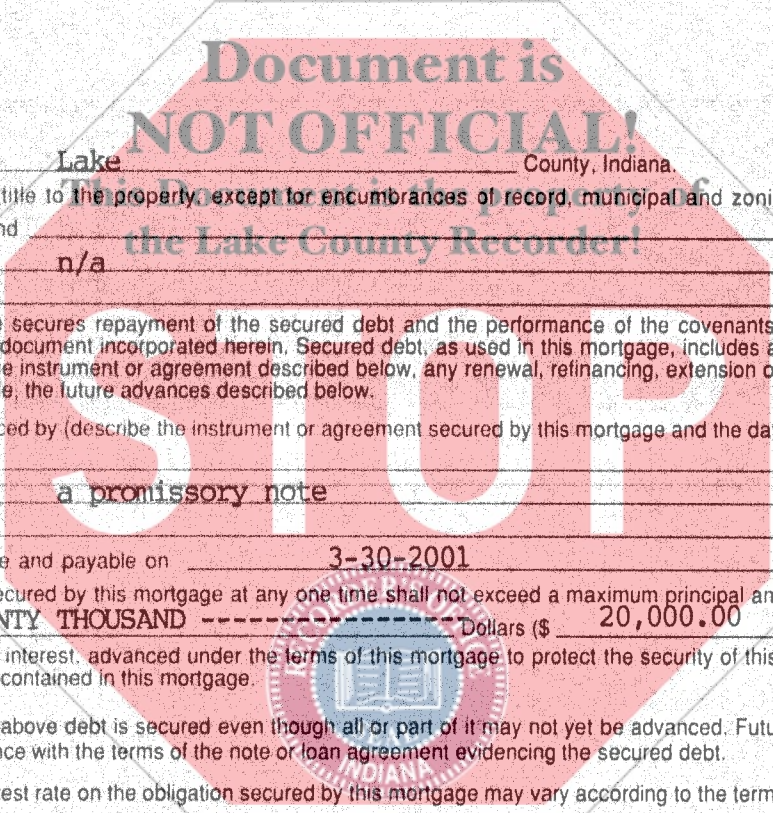 Document is
NOT OFFICIAL!
Lake County, Indiana.
This Document is the property of
title to the property, except for encumbrances of record, municipal and zoni
nd
the Lake County Recorder!
n/a
secures repayment of the secured debt and the performance of the covenants
document incorporated herein. Secured debt, as used in this mortgage, includes a
e instrument or agreement described below, any renewal, refinancing, extension o
e, the future advances described below.
ced by (describe the instrument or agreement secured by this mortgage and the da
STOP
a promissory note
e and payable on 3-30-2001
ecured by this mortgage at any one time shall not exceed a maximum principal an
NTY THOUSAND ------------------- Dollars ($ 20,000.00
interest, advanced under the terms of this mortgage to protect the security of this
contained in this mortgage.
RECORDER'S OFFICE
above debt is secured even though all or part of it may not yet be advanced. Futu
nce with the terms of the note or loan agreement evidencing the secured debt.
INDIANA
est rate on the obligation secured by this mortgage may vary according to the term